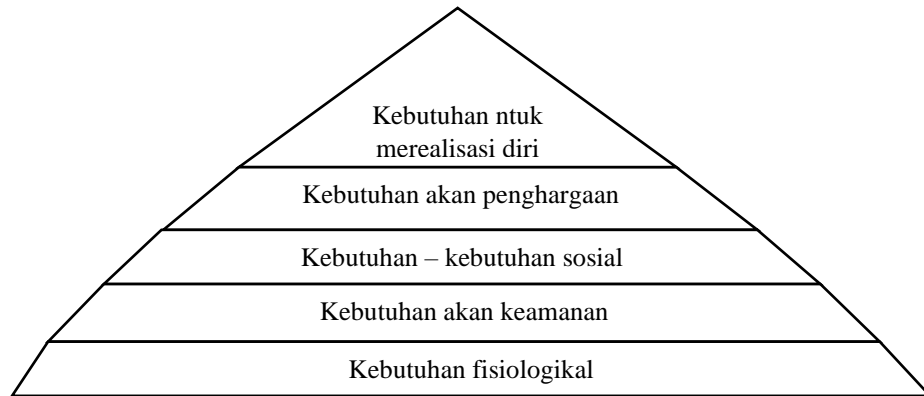 Kebutuhan ntuk
merealisasi diri
Kebutuhan akan penghargaan
Kebutuhan – kebutuhan sosial
Kebutuhan akan keamanan
Kebutuhan fisiologikal